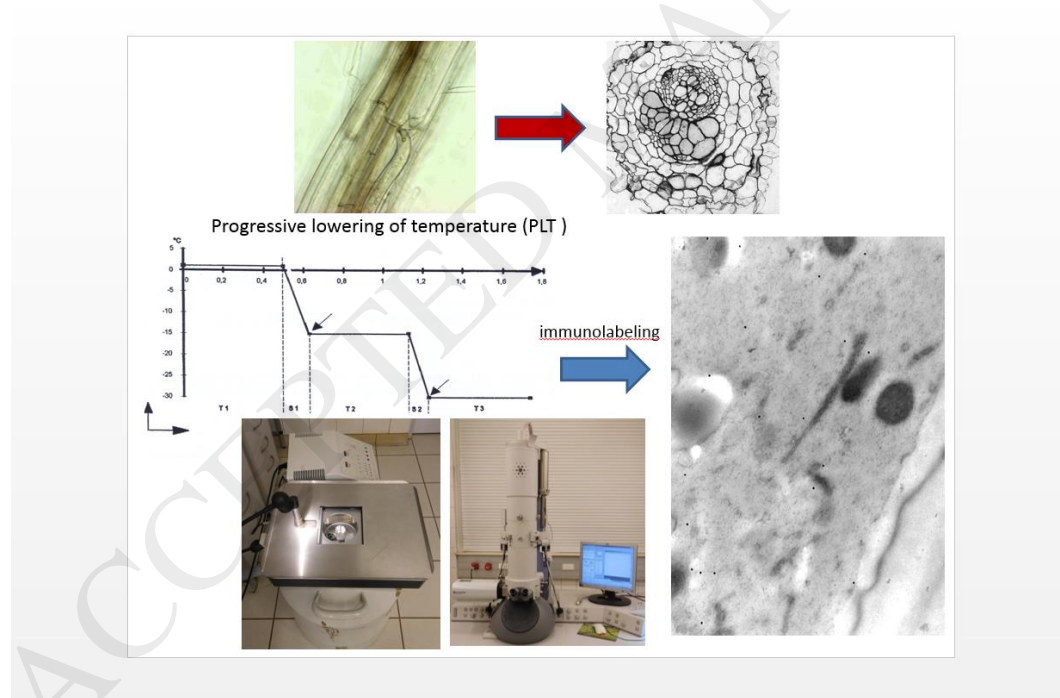 Progressive lowering of temperature (PLT )
°C
5
0
-5
-10
-15
-20
-25
-30
0 0,2 0,4 0,6 0,8 1 1,2 1,4 1,6 1,8
T1 S1 T2 S2 T3
immunolabeling
ACCEPTED